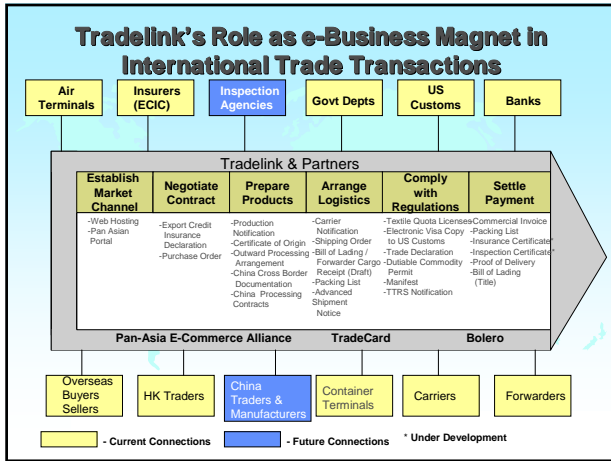 Tradelink's Role as e-Business Magnet in
International Trade Transactions
Air
Terminals
Insurers
(ECIC)
Inspection
Agencies
Govt Depts
US
Customs
Banks
Tradelink & Partners
Establish
Market
Channel
-Web Hosting
-Pan Asian
Portal
Negotiate
Contract
-Export Credit
Insurance
Declaration
-Purchase Order
Prepare
Products
-Production
Notification
-Certificate of Origin
-Outward Processing
Arrangement
-China Cross Border
Documentation
-China Processing
Contracts
Arrange
Logistics
-Carrier
Notification
-Shipping Order
-Bill of Lading /
Forwarder Cargo
Receipt (Draft)
-Packing List
-Advanced
Shipment
Notice
Comply
with
Regulations
-Textile Quota Licenses
-Electronic Visa Copy
to US Customs
-Trade Declaration
-Dutiable Commodity
Permit
-Manifest
-TTRS Notification
Settle
Payment
-Commercial Invoice
-Packing List
-Insurance Certificate*
-Inspection Certificate*
-Proof of Delivery
-Bill of Lading
(Title)
Pan-Asia E-Commerce Alliance
TradeCard
Bolero
Overseas
Buyers
Sellers
HK Traders
China
Traders &
Manufacturers
Container
Terminals
Carriers
Forwarders
- Current Connections
- Future Connections
* Under Development